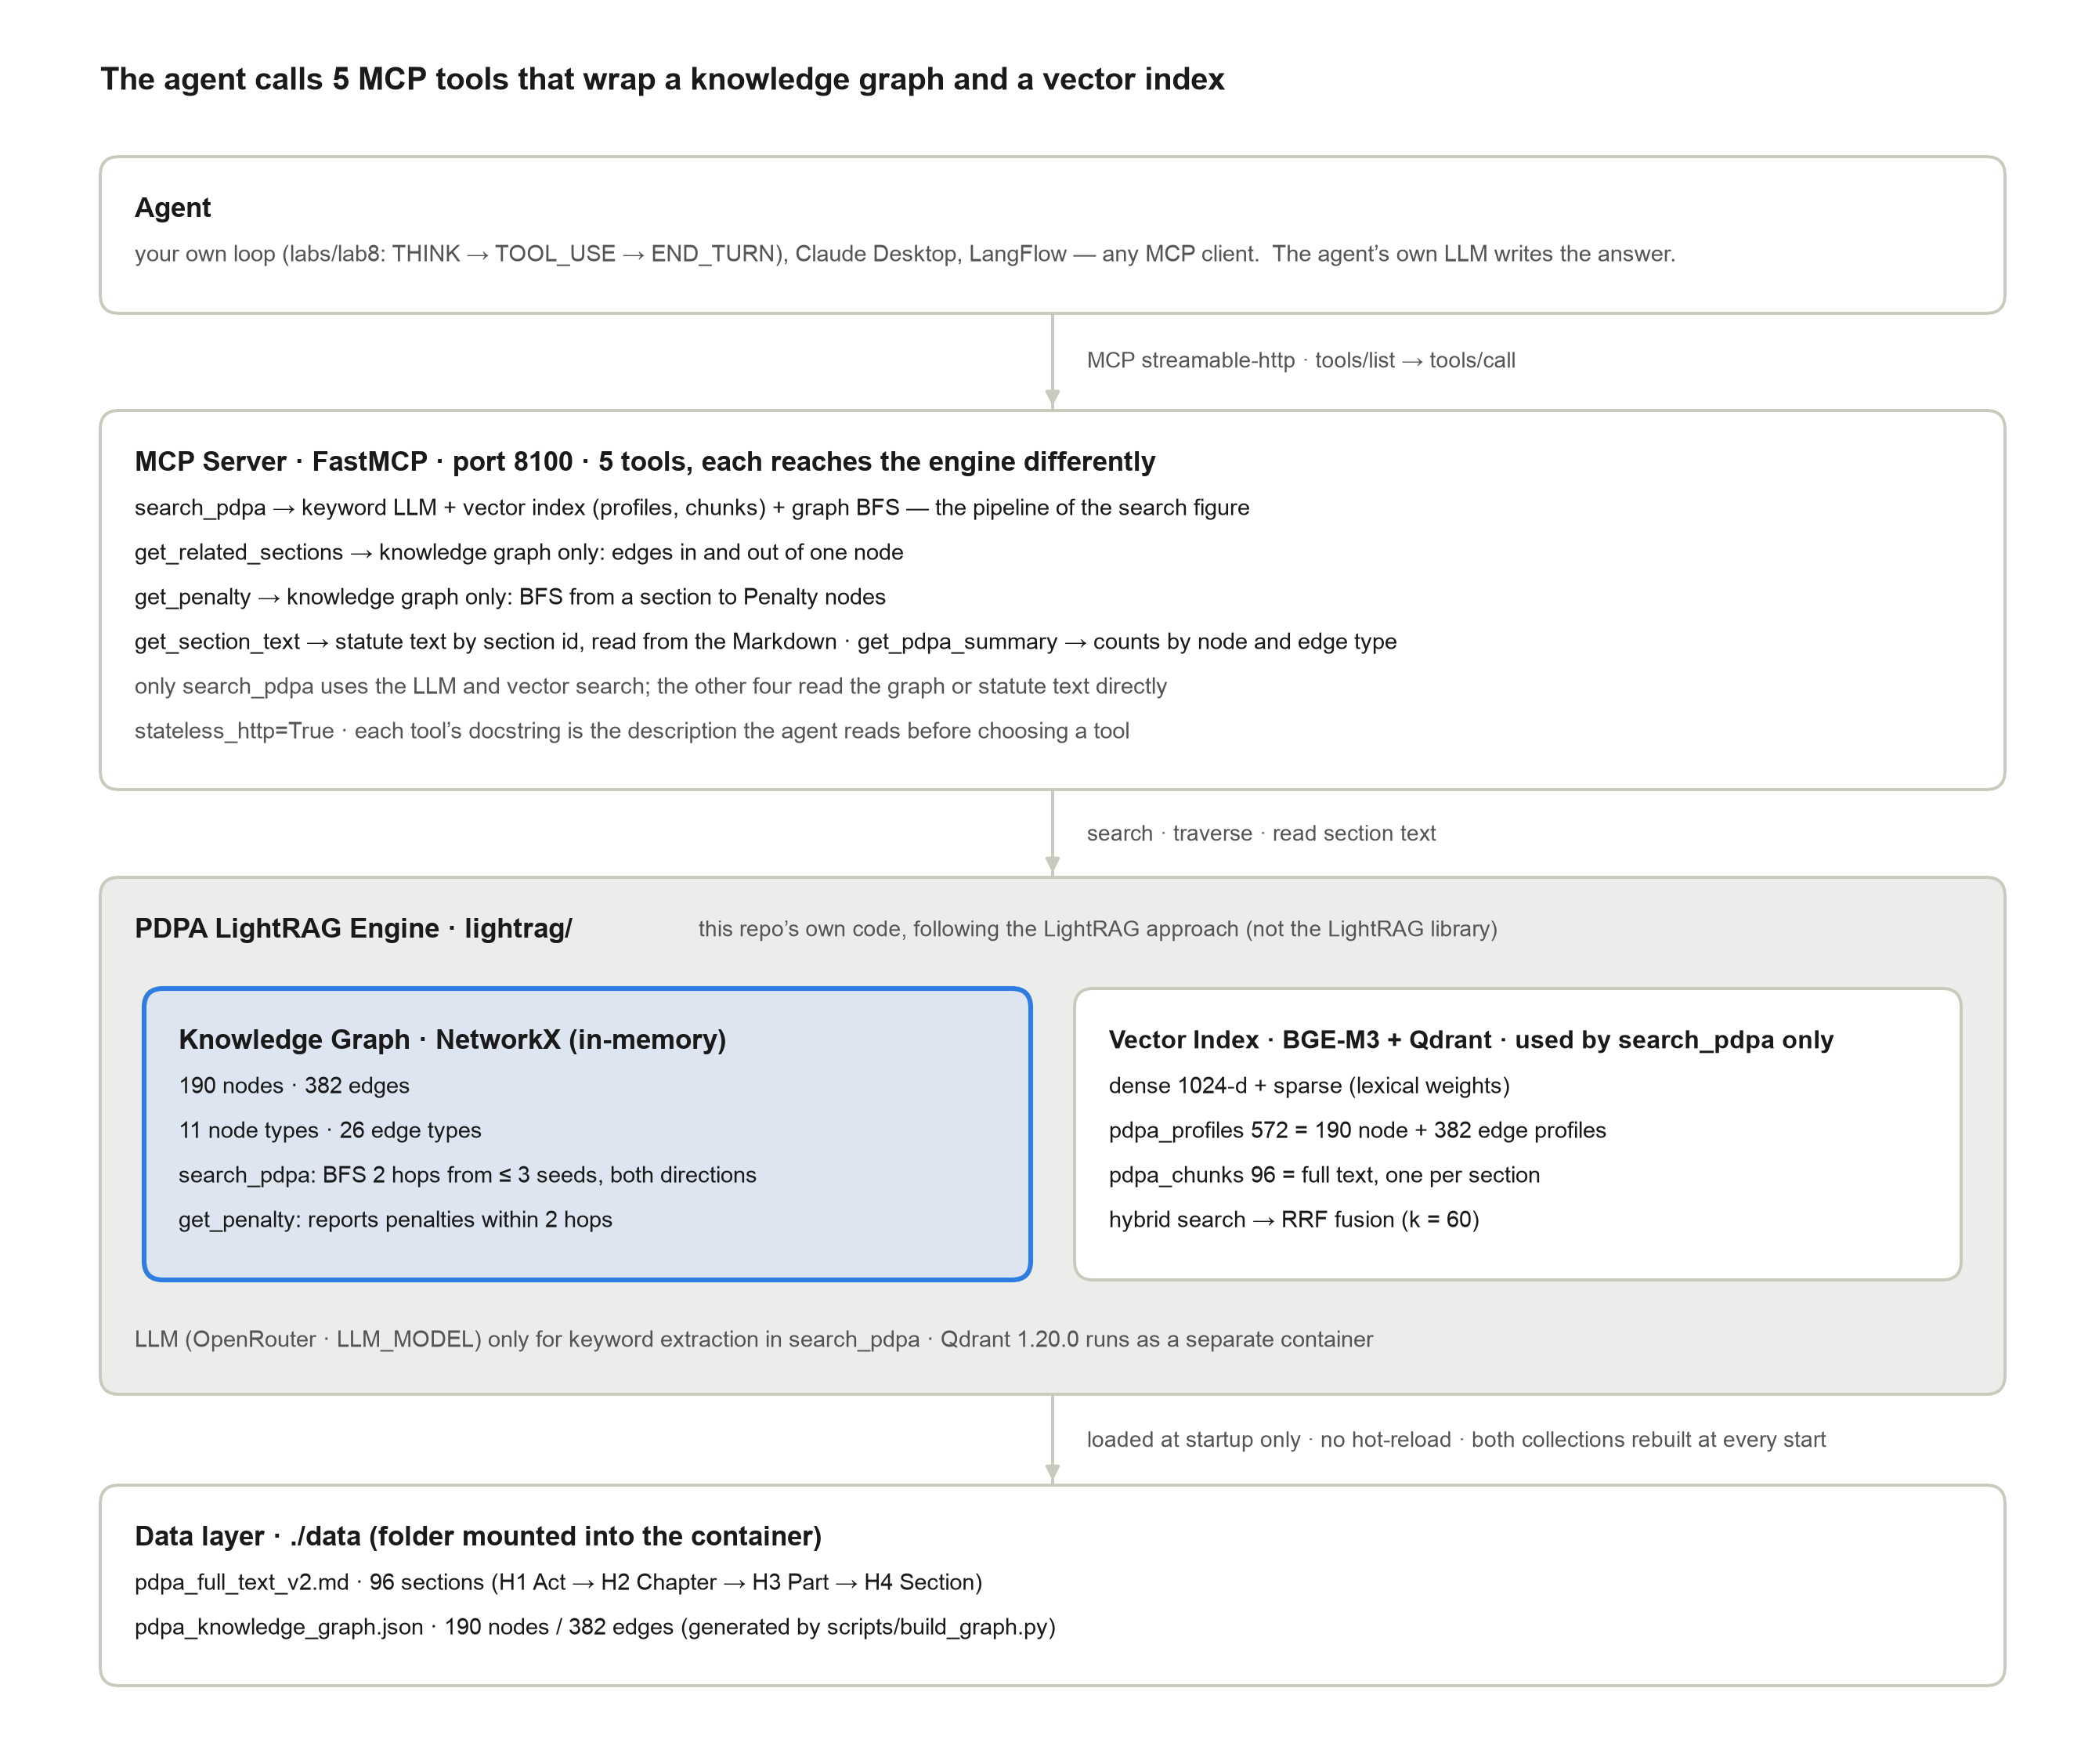 The agent calls 5 MCP tools that wrap a knowledge graph and a vector index
Agent
your own loop (labs/lab8: THINK → TOOL_USE → END_TURN), Claude Desktop, LangFlow — any MCP client.  The agent’s own LLM writes the answer.
MCP streamable-http · tools/list → tools/call
MCP Server · FastMCP · port 8100 · 5 tools, each reaches the engine differently
search_pdpa → keyword LLM + vector index (profiles, chunks) + graph BFS — the pipeline of the search figure
get_related_sections → knowledge graph only: edges in and out of one node
get_penalty → knowledge graph only: BFS from a section to Penalty nodes
get_section_text → statute text by section id, read from the Markdown · get_pdpa_summary → counts by node and edge type
only search_pdpa uses the LLM and vector search; the other four read the graph or statute text directly
stateless_http=True · each tool’s docstring is the description the agent reads before choosing a tool
search · traverse · read section text
PDPA LightRAG Engine · lightrag/
this repo’s own code, following the LightRAG approach (not the LightRAG library)
Knowledge Graph · NetworkX (in-memory)
190 nodes · 382 edges
11 node types · 26 edge types
search_pdpa: BFS 2 hops from ≤ 3 seeds, both directions
get_penalty: reports penalties within 2 hops
Vector Index · BGE-M3 + Qdrant · used by search_pdpa only
dense 1024-d + sparse (lexical weights)
pdpa_profiles 572 = 190 node + 382 edge profiles
pdpa_chunks 96 = full text, one per section
hybrid search → RRF fusion (k = 60)
LLM (OpenRouter · LLM_MODEL) only for keyword extraction in search_pdpa · Qdrant 1.20.0 runs as a separate container
loaded at startup only · no hot-reload · both collections rebuilt at every start
Data layer · ./data (folder mounted into the container)
pdpa_full_text_v2.md · 96 sections (H1 Act → H2 Chapter → H3 Part → H4 Section)
pdpa_knowledge_graph.json · 190 nodes / 382 edges (generated by scripts/build_graph.py)